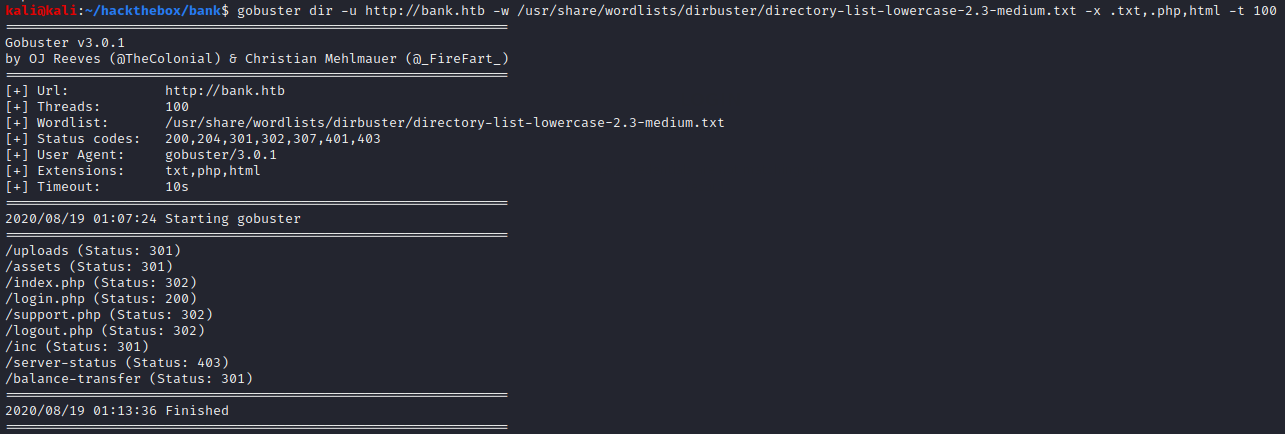 kali@kali:~/hackthebox/bank$ gobuster dir -u http://bank.htb -w /usr/share/wordlists/dirbuster/directory-list-lowercase-2.3-medium.txt -x .txt,.php,html -t 100
===============================================================
Gobuster v3.0.1
by OJ Reeves (@TheColonial) & Christian Mehlmauer (@_FireFart_)
===============================================================
[+] Url:            http://bank.htb
[+] Threads:        100
[+] Wordlist:       /usr/share/wordlists/dirbuster/directory-list-lowercase-2.3-medium.txt
[+] Status codes:   200,204,301,302,307,401,403
[+] User Agent:     gobuster/3.0.1
[+] Extensions:     txt,php,html
[+] Timeout:        10s
===============================================================
2020/08/19 01:07:24 Starting gobuster
===============================================================
/uploads (Status: 301)
/assets (Status: 301)
/index.php (Status: 302)
/login.php (Status: 200)
/support.php (Status: 302)
/logout.php (Status: 302)
/inc (Status: 301)
/server-status (Status: 403)
/balance-transfer (Status: 301)
===============================================================
2020/08/19 01:13:36 Finished
===============================================================